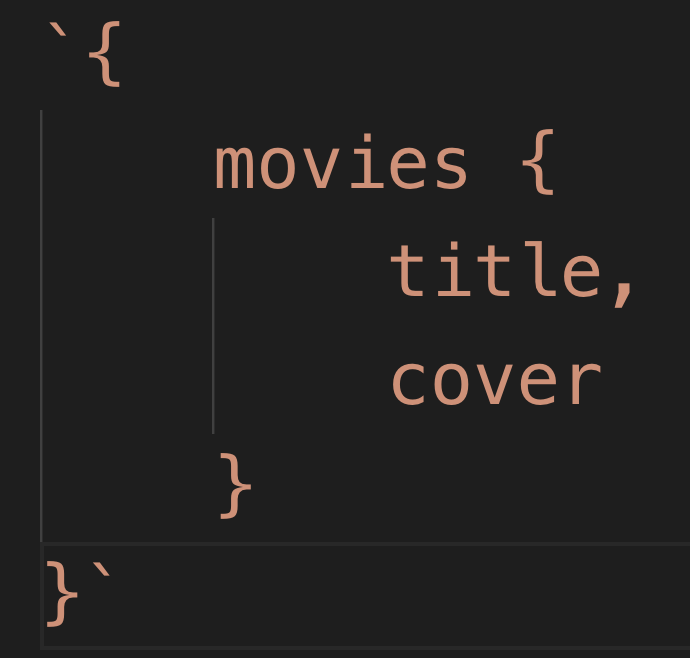 `{
    movies {
        title,
        cover
    }
}`